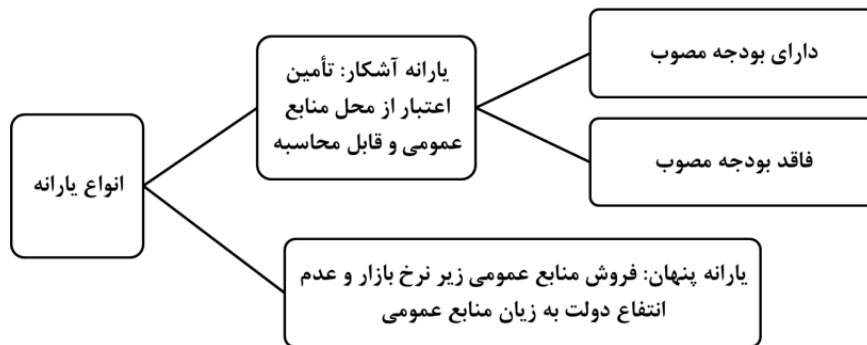 انواع یارانه
یارانه آشکار: تأمین
اعتبار از محل منابع
عمومی و قابل محاسبه
دارای بودجه مصوب
فاقد بودجه مصوب
یارانه پنهان: فروش منابع عمومی زیر نرخ بازار و عدم
انتفاع دولت به زیان منابع عمومی